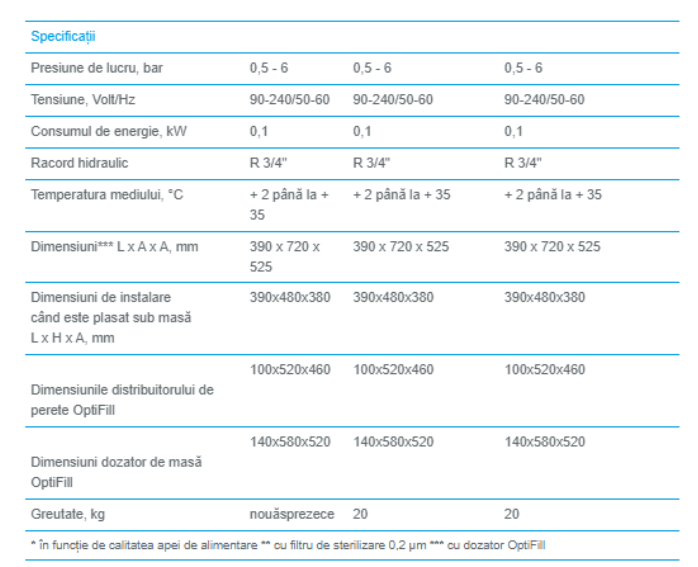 Specificații
Presiune de lucru, bar 0,5 - 6 0,5 - 6 0,5 - 6
Tensiune, Volt/Hz 90-240/50-60 90-240/50-60 90-240/50-60
Consumul de energie, kW 0,1 0,1 0,1
Racord hidraulic R 3/4" R 3/4" R 3/4"
Temperatura mediului, °C + 2 până la + + 2 până la + 35 + 2 până la + 35
35
Dimensiuni*** L x A x A, mm 390 x 720 x 390 x 720 x 525 390 x 720 x 525
525
Dimensiuni de instalare 390x480x380 390x480x380 390x480x380
când este plasat sub masă
L x H x A, mm
100x520x460 100x520x460 100x520x460
Dimensiunile distribuitorului de
perete OptiFill
140x580x520 140x580x520 140x580x520
Dimensiuni dozator de masă
OptiFill
Greutate, kg nouăsprezece 20 20
* în funcție de calitatea apei de alimentare ** cu filtru de sterilizare 0,2 µm *** cu dozator OptiFill